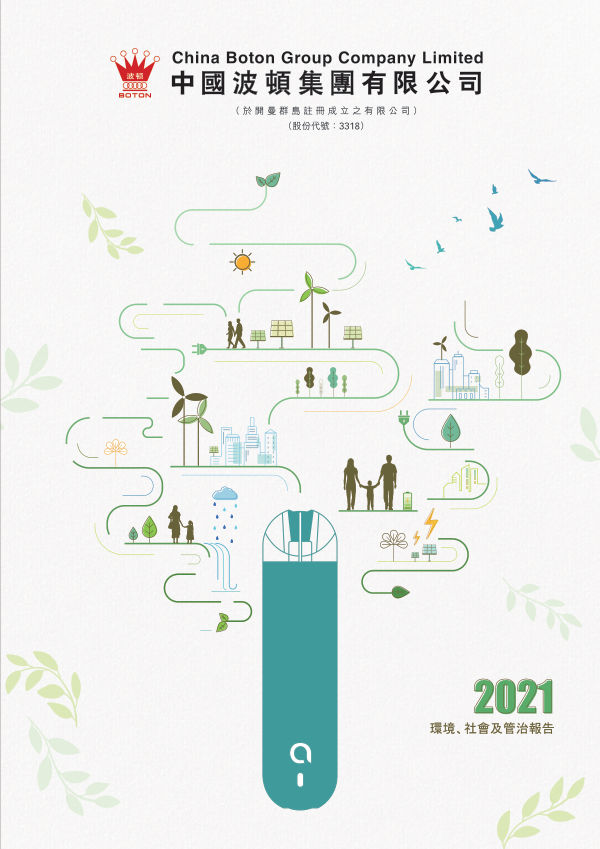 波頓
BOTON
China Boton Group Company Limited
中國波頓集團有限公司
（於開曼群島註冊成立之有限公司）
（股份代號：3318）
2021
環境、社會及管治報告